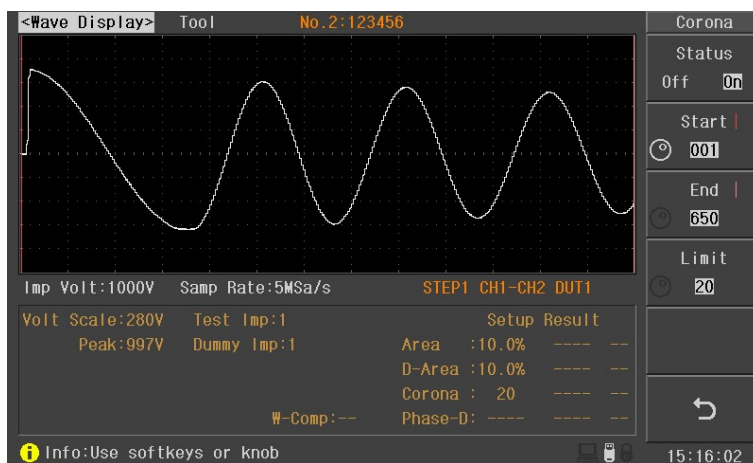 <Wave Display> Tool No.2:123456 Corona
Status
Off On
Start
001
End
650
Limit
20
Imp Volt:1000V Samp Rate:5MSa/s STEP1 CH1-CH2 DUT1
Volt Scale:280V Test Imp:1 Setup Result
Peak:997V Dummy Imp:1 Area :10.0% ---- --
D-Area :10.0% ---- --
Corona : 20 ---- --
W-Comp:-- Phase-D: ---- ---- --
i Info:Use softkeys or knob 15:16:02